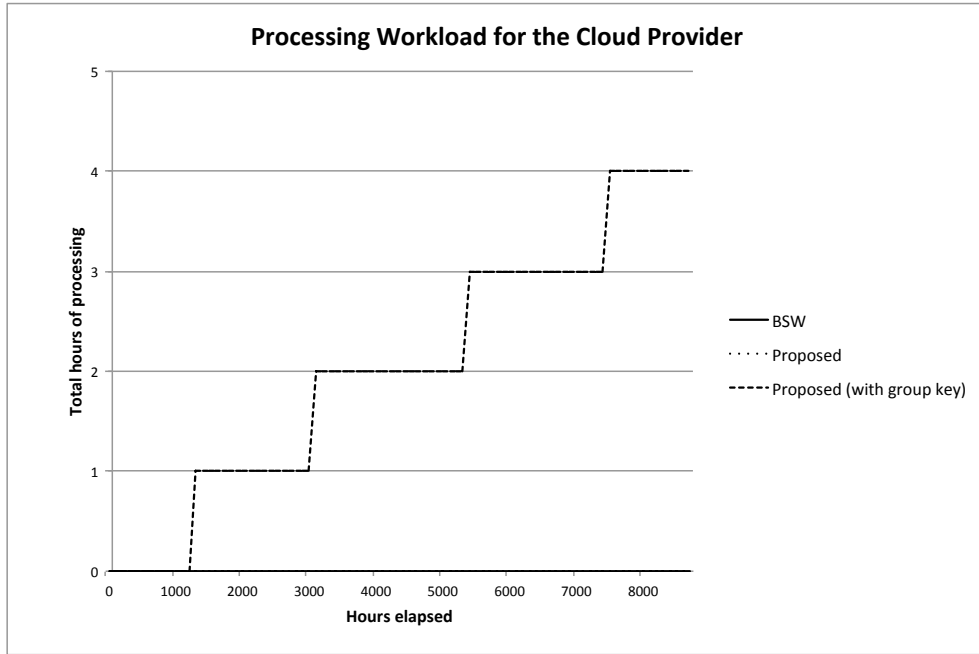 Processing Workload for the Cloud Provider
Total hours of processing
5
4
3
2
1
0
0 1000 2000 3000 4000 5000 6000 7000 8000
Hours elapsed
BSW
Proposed
Proposed (with group key)